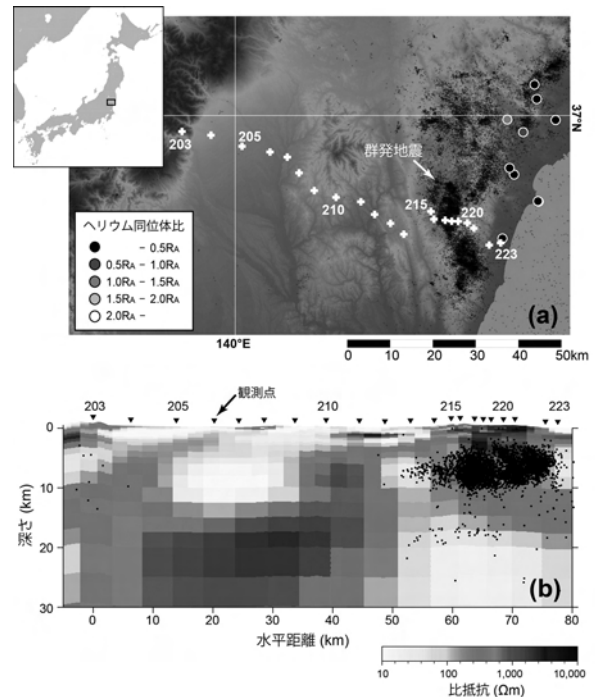 37°N
203
205
210
群発地震
215
220
223
ヘリウム同位体比
- 0.5RA
0.5RA - 1.0RA
1.0RA - 1.5RA
1.5RA - 2.0RA
2.0RA -
(a)
140°E
0 10 20 30 40 50km
観測点
203 205 210 215 220 223
0
10
20
30
深さ (km)
(b)
0 10 20 30 40 50 60 70 80
水平距離 (km)
10 100 1,000 10,000
比抵抗 (Ωm)